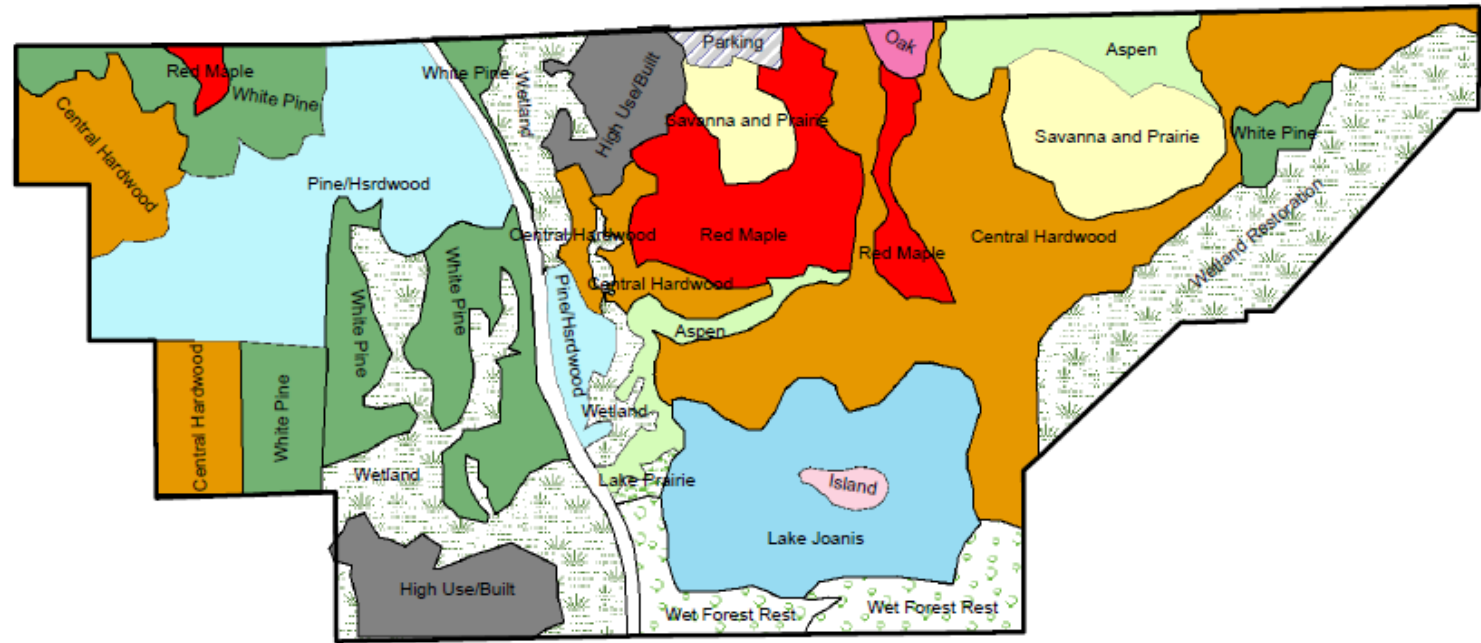 Parking
Oak
Aspen
Red Maple
White Pine
White Pine
Wetland
High Use/Built
Savanna and Prairie
Savanna and Prairie
White Pine
Central Hardwood
Pine/Hsrdwood
Wetland Restoration
Central Hardwood
Red Maple
Central Hardwood
Red Maple
Central Hardwood
White Pine
White Pine
Pine/Hsrdwood
Aspen
Central Hardwood
White Pine
Wetland
Wetland
Lake Prairie
Island
Lake Joanis
High Use/Built
Wet Forest Rest
Wet Forest Rest